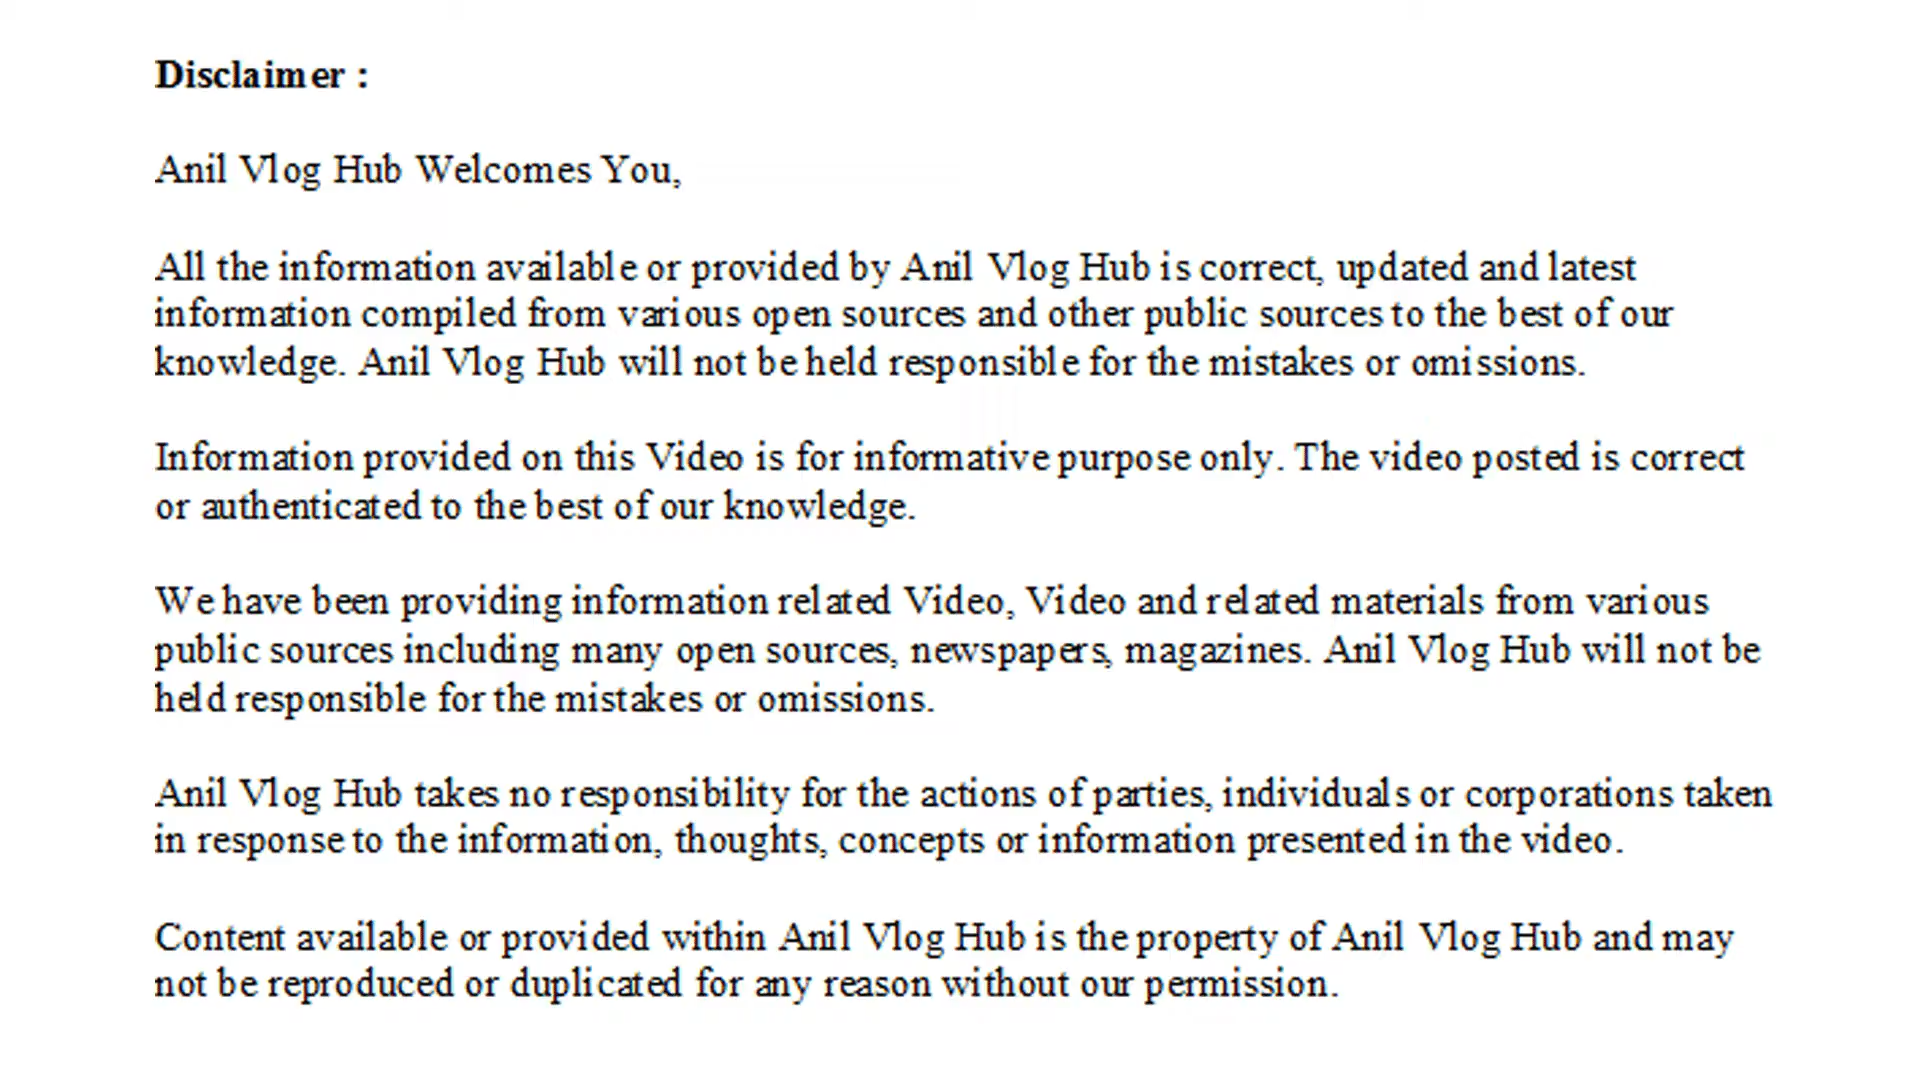 Disclaimer :
Anil Vlog Hub Welcomes You,
All the information available or provided by Anil Vlog Hub is correct, updated and latest
information compiled from various open sources and other public sources to the best of our
knowledge. Anil Vlog Hub will not be held responsible for the mistakes or omissions.
Information provided on this Video is for informative purpose only. The video posted is correct
or authenticated to the best of our knowledge.
We have been providing information related Video, Video and related materials from various
public sources including many open sources, newspapers, magazines. Anil Vlog Hub will not be
held responsible for the mistakes or omissions.
Anil Vlog Hub takes no responsibility for the actions of parties, individuals or corporations taken
in response to the information, thoughts, concepts or information presented in the video.
Content available or provided within Anil Vlog Hub is the property of Anil Vlog Hub and may
not be reproduced or duplicated for any reason without our permission.